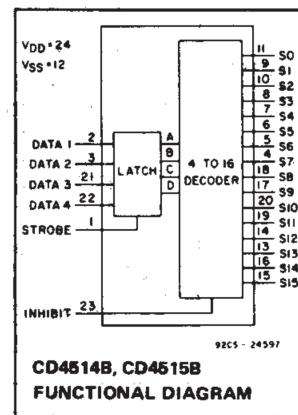 VDD=24
VSS=12
DATA 1 2
DATA 2 3
DATA 3 21
DATA 4 22
STROBE 1
INHIBIT 23
LATCH
A
B
C
D
4 TO 16
DECODER
11 S0
9 S1
10 S2
8 S3
7 S4
6 S5
5 S6
4 S7
18 S8
17 S9
20 S10
19 S11
14 S12
13 S13
16 S14
15 S15
92CS-24597
CD4514B, CD4515B
FUNCTIONAL DIAGRAM